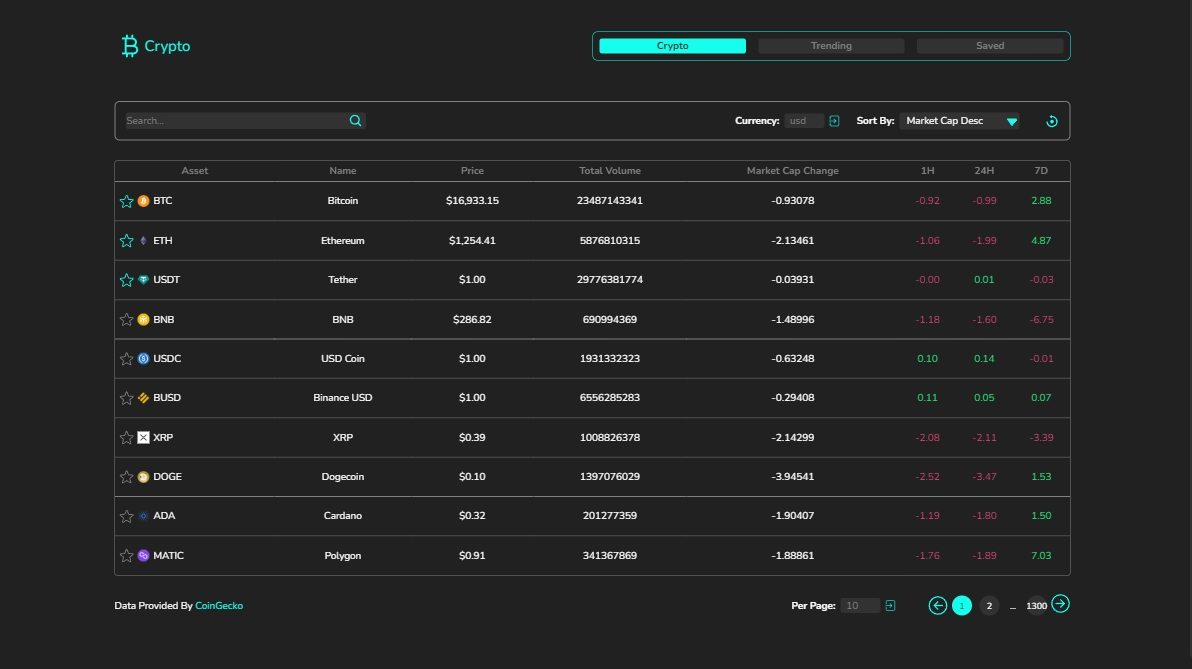 Crypto
Crypto Trending Saved
Search... Currency: usd Sort By: Market Cap Desc
Asset Name Price Total Volume Market Cap Change 1H 24H 7D
BTC Bitcoin $16,933.15 23487143341 -0.93078 -0.92 -0.99 2.88
ETH Ethereum $1,254.41 5876810315 -2.13461 -1.06 -1.99 4.87
USDT Tether $1.00 29776381774 -0.03931 -0.00 0.01 -0.03
BNB BNB $286.82 690994369 -1.48996 -1.18 -1.60 -6.75
USDC USD Coin $1.00 1931332323 -0.63248 0.10 0.14 -0.01
BUSD Binance USD $1.00 6556285283 -0.29408 0.11 0.05 0.07
XRP XRP $0.39 1008826378 -2.14299 -2.08 -2.11 -3.39
DOGE Dogecoin $0.10 1397076029 -3.94541 -2.52 -3.47 1.53
ADA Cardano $0.32 201277359 -1.90407 -1.19 -1.80 1.50
MATIC Polygon $0.91 341367869 -1.88861 -1.76 -1.89 7.03
Data Provided By CoinGecko Per Page: 10 1 2 ... 1300